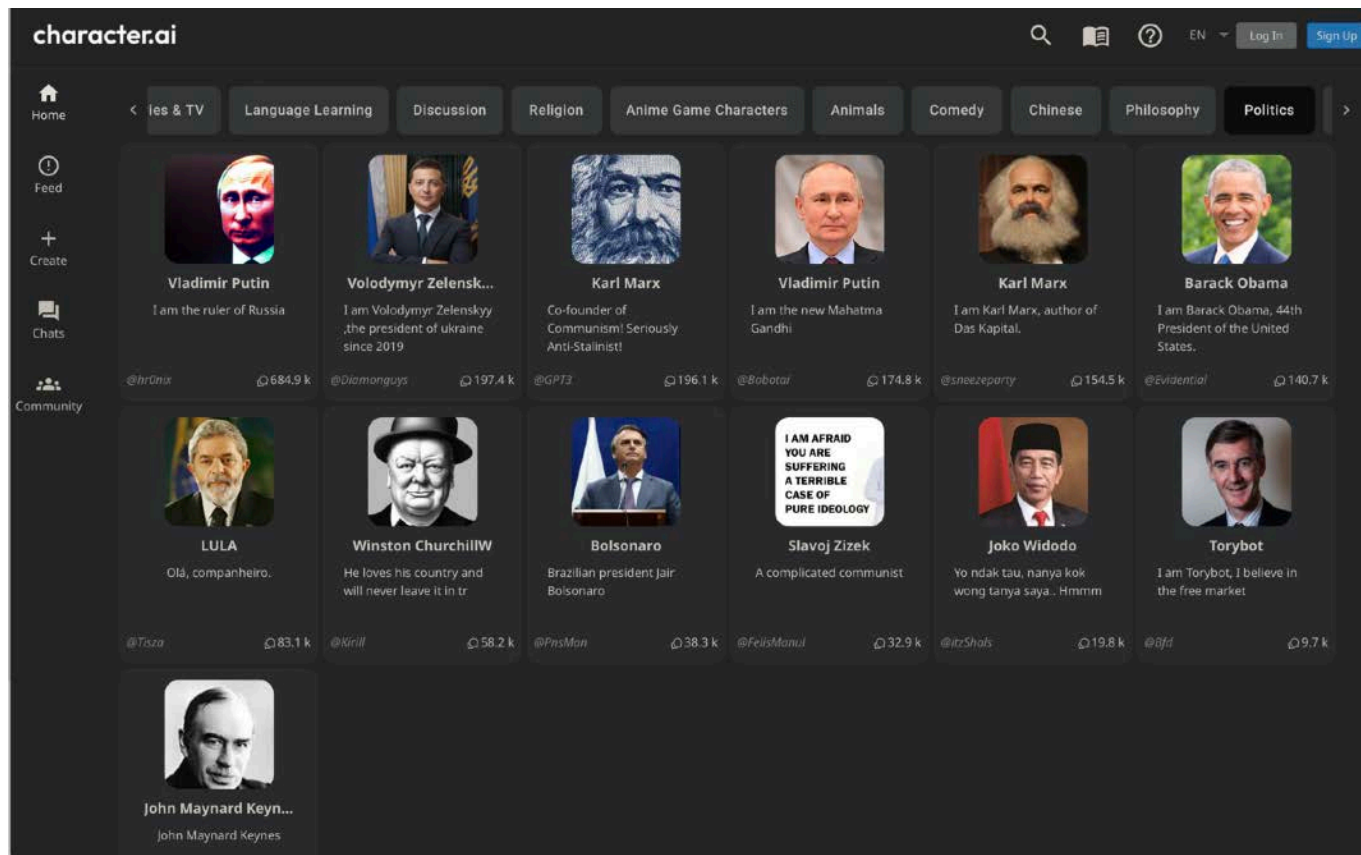 character.ai
EN
Log In
Sign Up
Home
Feed
Create
Chats
Community
ies & TV
Language Learning
Discussion
Religion
Anime Game Characters
Animals
Comedy
Chinese
Philosophy
Politics
Vladimir Putin
I am the ruler of Russia
@hr0nix
684.9 k
Volodymyr Zelensk...
I am Volodymyr Zelenskyy
,the president of ukraine
since 2019
@Diamonguys
197.4 k
Karl Marx
Co-founder of
Communism! Seriously
Anti-Stalinist!
@GPT3
196.1 k
Vladimir Putin
I am the new Mahatma
Gandhi
@Bobotai
174.8 k
Karl Marx
I am Karl Marx, author of
Das Kapital.
@sneezeparty
154.5 k
Barack Obama
I am Barack Obama, 44th
President of the United
States.
@Evidential
140.7 k
LULA
Olá, companheiro.
@Tisza
83.1 k
Winston ChurchillW
He loves his country and
will never leave it in tr
@Kirill
58.2 k
Bolsonaro
Brazilian president Jair
Bolsonaro
@PnsMon
38.3 k
I AM AFRAID
YOU ARE
SUFFERING
A TERRIBLE
CASE OF
PURE IDEOLOGY
Slavoj Zizek
A complicated communist
@FelisManul
32.9 k
Joko Widodo
Yo ndak tau, nanya kok
wong tanya saya.. Hmmm
@itzShals
19.8 k
Torybot
I am Torybot, I believe in
the free market
@Bfd
9.7 k
John Maynard Keyn...
John Maynard Keynes